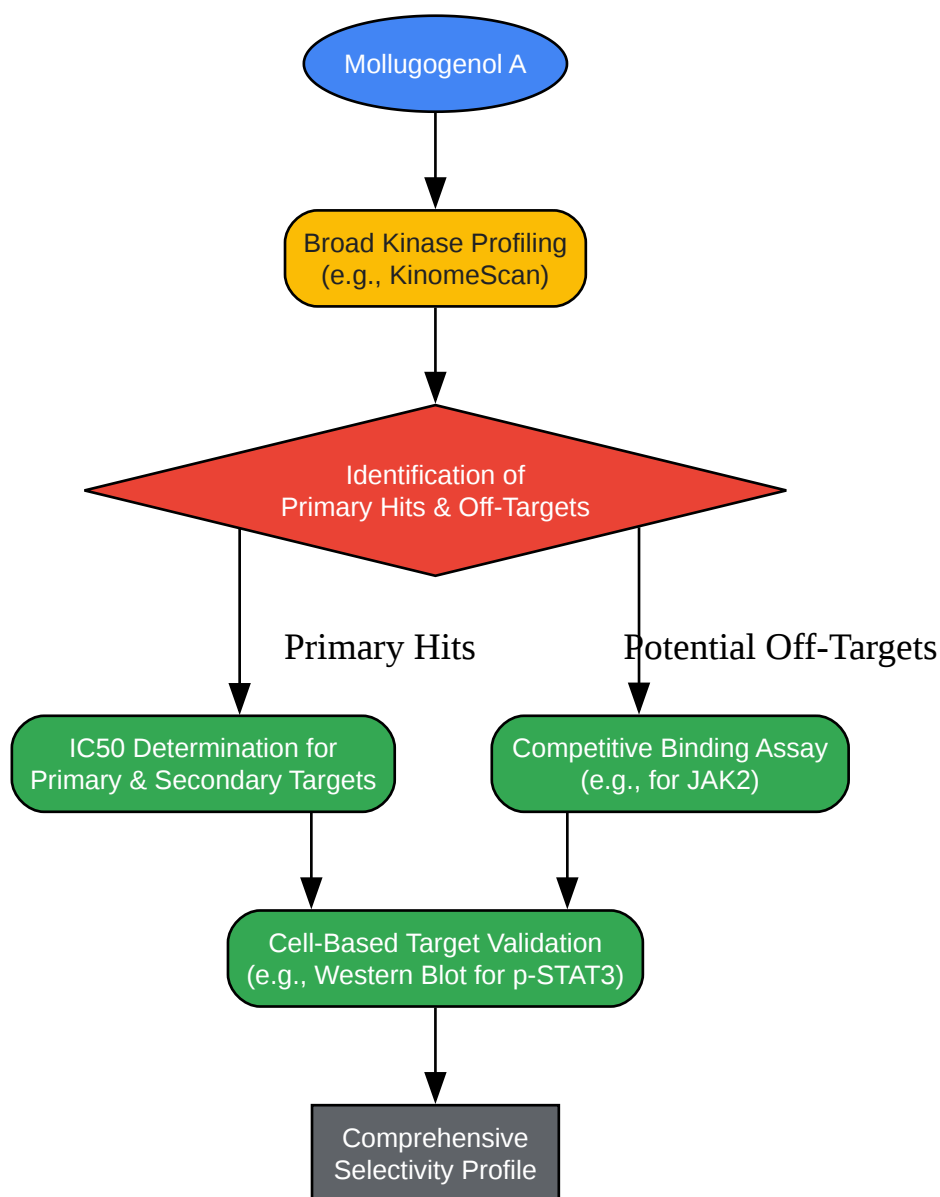 Mollugogenol A
Broad Kinase Profiling
(e.g., KinomeScan)
Identification of
Primary Hits & Off-Targets
Primary Hits
Potential Off-Targets
IC50 Determination for
Primary & Secondary Targets
Competitive Binding Assay
(e.g., for JAK2)
Cell-Based Target Validation
(e.g., Western Blot for p-STAT3)
Comprehensive
Selectivity Profile